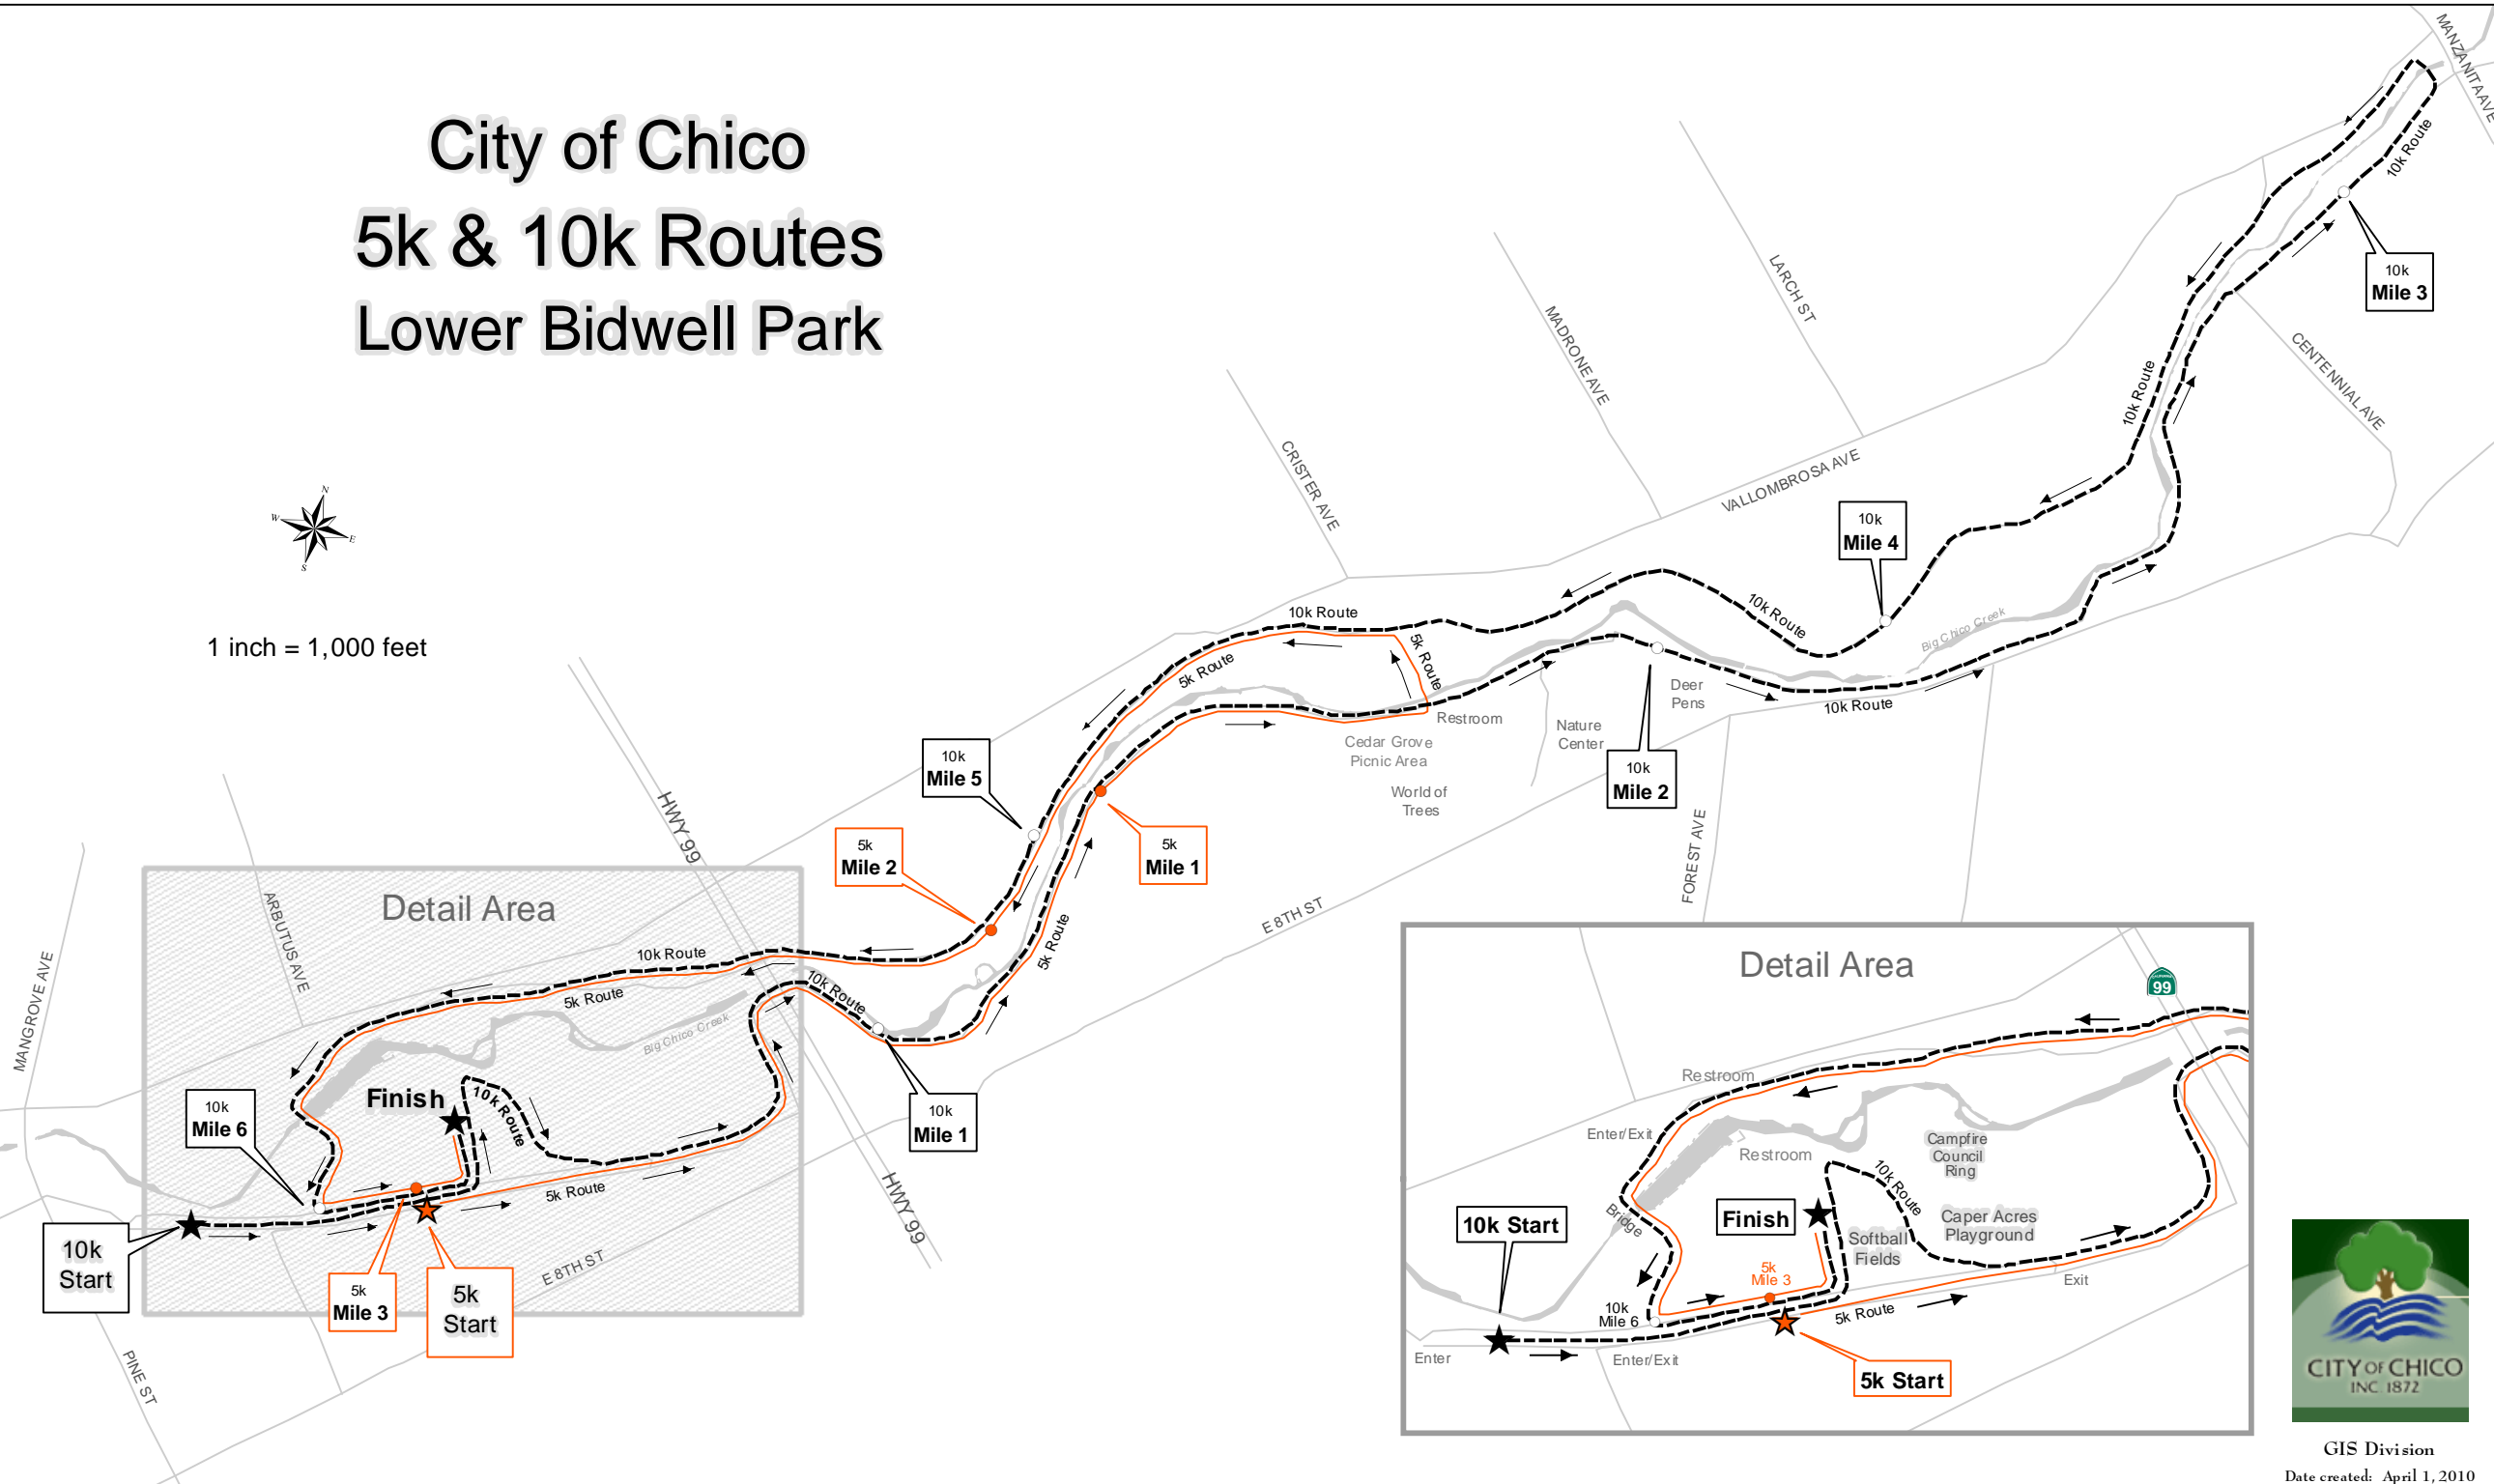 City of Chico
5k & 10k Routes
Lower Bidwell Park
N
W
E
S
1 inch = 1,000 feet
MANZANITA AVE
10k Route
10k
Mile 3
LARCH ST
MADRONE AVE
CENTENNIAL AVE
10k Route
CRISTER AVE
VALLOMBROSA AVE
10k
Mile 4
10k Route
10k Route
5k Route
5k Route
Big Chico Creek
Deer
Pens
10k Route
Restroom
Nature
Center
Cedar Grove
Picnic Area
World of
Trees
10k
Mile 2
10k
Mile 5
HWY 99
5k
Mile 2
5k
Mile 1
FOREST AVE
E 8TH ST
Detail Area
ARBUTUS AVE
MANGROVE AVE
10k Route
5k Route
5k Route
10k Route
Big Chico Creek
Finish
10k Route
10k
Mile 6
10k
Mile 1
5k Route
HWY 99
10k
Start
5k
Mile 3
5k
Start
E 8TH ST
PINE ST
Detail Area
99
Restroom
Enter/Exit
Restroom
Campfire
Council
Ring
10k Route
Bridge
10k Start
Finish
Softball
Fields
Caper Acres
Playground
5k
Mile 3
Exit
10k
Mile 6
5k Route
Enter
Enter/Exit
5k Start
CITY OF CHICO
INC. 1872
GIS Division
Date created: April 1, 2010